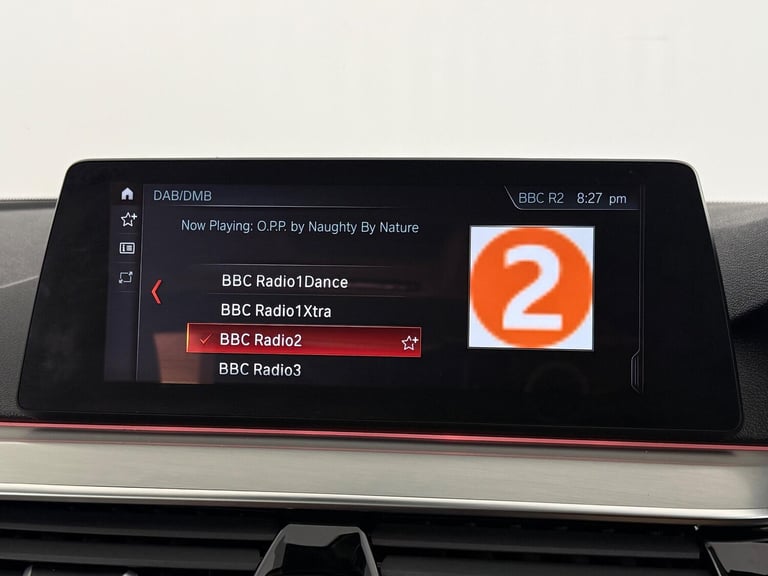 DAB/DMB
BBC R2 8:27 pm
Now Playing: O.P.P. by Naughty By Nature
BBC Radio1Dance
BBC Radio1Xtra
BBC Radio2
BBC Radio3
2